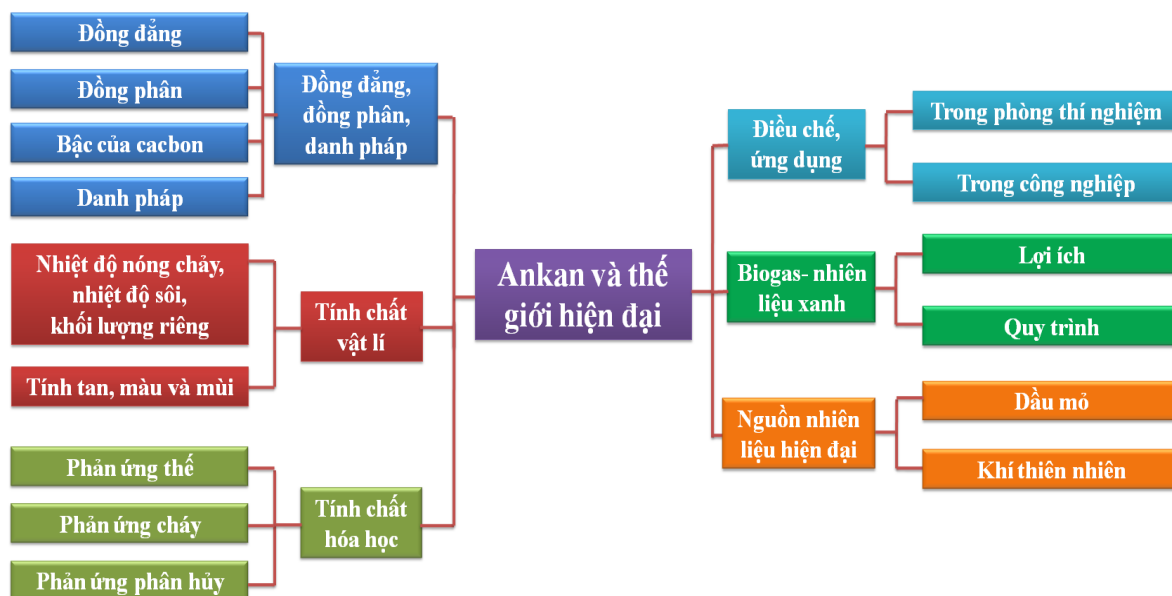 Đồng đẳng
Đồng phân
Bậc của cacbon
Danh pháp
Đồng đẳng,
đồng phân,
danh pháp
Nhiệt độ nóng chảy,
nhiệt độ sôi,
khối lượng riêng
Tính tan, màu và mùi
Tính chất
vật lí
Phản ứng thế
Phản ứng cháy
Phản ứng phân hủy
Tính chất
hóa học
Ankan và thế
giới hiện đại
Điều chế,
ứng dụng
Trong phòng thí nghiệm
Trong công nghiệp
Biogas- nhiên
liệu xanh
Lợi ích
Quy trình
Nguồn nhiên
liệu hiện đại
Dầu mỏ
Khí thiên nhiên